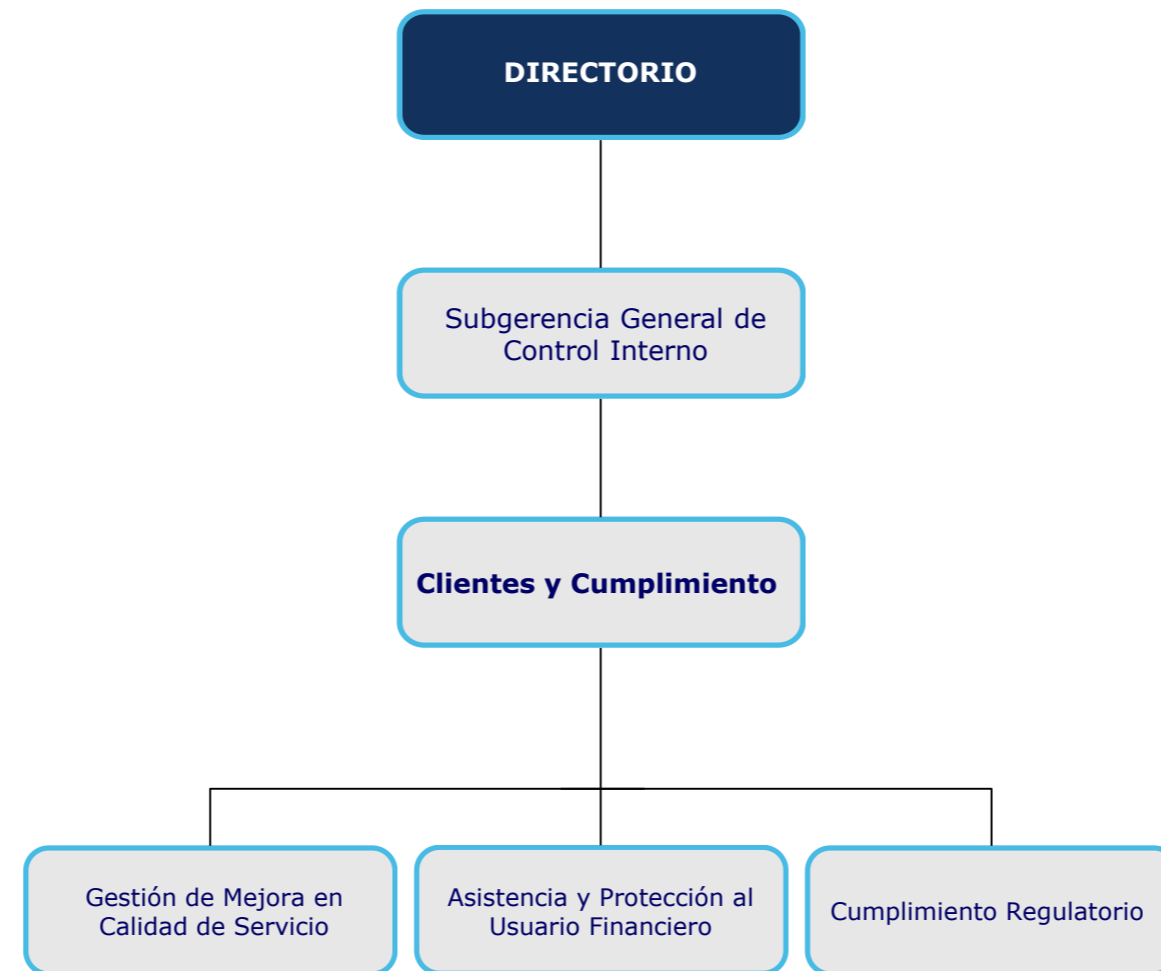 DIRECTORIO
Subgerencia General de
Control Interno
Clientes y Cumplimiento
Gestión de Mejora en
Calidad de Servicio
Asistencia y Protección al
Usuario Financiero
Cumplimiento Regulatorio